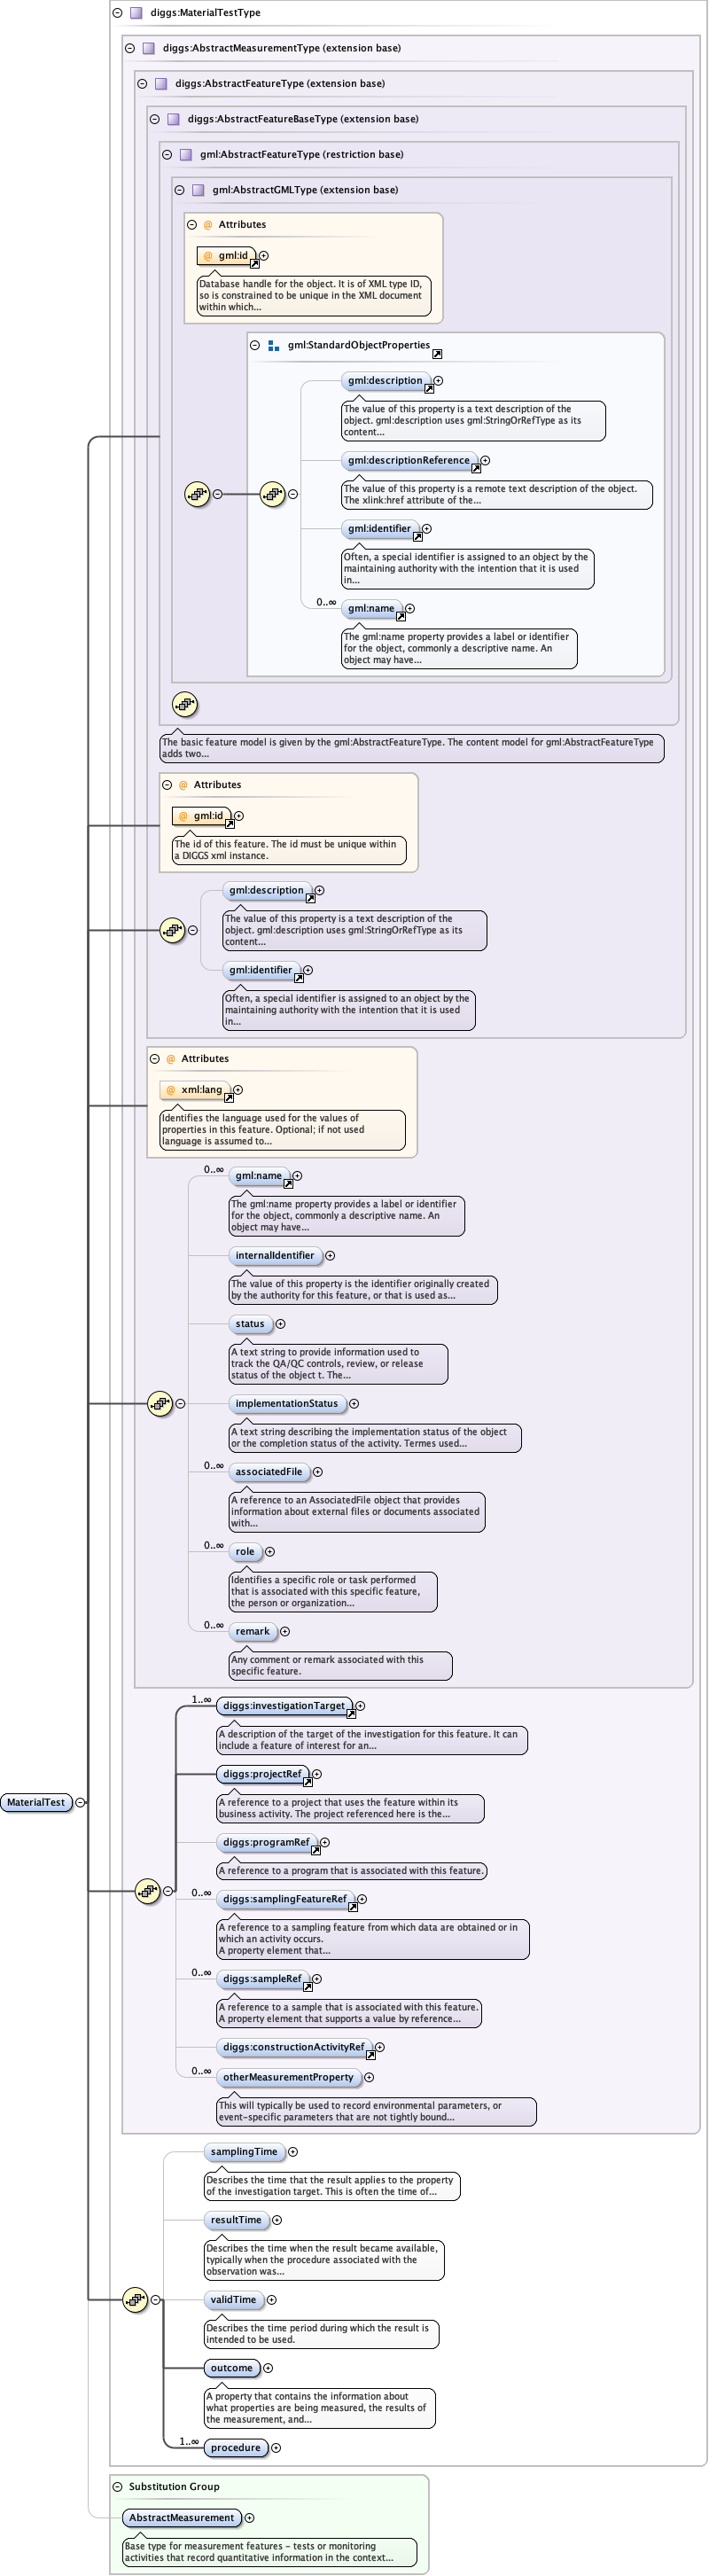 diggs:MaterialTestType
diggs:AbstractMeasurementType (extension base)
diggs:AbstractFeatureType (extension base)
diggs:AbstractFeatureBaseType (extension base)
gml:AbstractFeatureType (restriction base)
gml:AbstractGMLType (extension base)
@ Attributes
@ gml:id
Database handle for the object. It is of XML type ID,
so is constrained to be unique in the XML document
within which...
gml:StandardObjectProperties
gml:description
The value of this property is a text description of the
object. gml:description uses gml:StringOrRefType as its
content...
gml:descriptionReference
The value of this property is a remote text description of the object.
The xlink:href attribute of the...
gml:identifier
Often, a special identifier is assigned to an object by the
maintaining authority with the intention that it is used
in...
0..∞
gml:name
The gml:name property provides a label or identifier
for the object, commonly a descriptive name. An
object may have...
The basic feature model is given by the gml:AbstractFeatureType. The content model for gml:AbstractFeatureType
adds two...
@ Attributes
@ gml:id
The id of this feature. The id must be unique within
a DIGGS xml instance.
gml:description
The value of this property is a text description of the
object. gml:description uses gml:StringOrRefType as its
content...
gml:identifier
Often, a special identifier is assigned to an object by the
maintaining authority with the intention that it is used
in...
@ Attributes
@ xml:lang
Identifies the language used for the values of
properties in this feature. Optional; if not used
language is assumed to...
0..∞
gml:name
The gml:name property provides a label or identifier
for the object, commonly a descriptive name. An
object may have...
internalIdentifier
The value of this property is the identifier originally created
by the authority for this feature, or that is used as...
status
A text string to provide information used to
track the QA/QC controls, review, or release
status of the object t. The...
implementationStatus
A text string describing the implementation status of the object
or the completion status of the activity. Termes used...
0..∞
associatedFile
A reference to an AssociatedFile object that provides
information about external files or documents associated
with...
0..∞
role
Identifies a specific role or task performed
that is associated with this specific feature,
the person or organization...
0..∞
remark
Any comment or remark associated with this
specific feature.
1..∞
diggs:investigationTarget
A description of the target of the investigation for this feature. It can
include a feature of interest for an...
diggs:projectRef
A reference to a project that uses the feature within its
business activity. The project referenced here is the...
MaterialTest
diggs:programRef
A reference to a program that is associated with this feature.
0..∞
diggs:samplingFeatureRef
A reference to a sampling feature from which data are obtained or in
which an activity occurs.
A property element that...
0..∞
diggs:sampleRef
A reference to a sample that is associated with this feature.
A property element that supports a value by reference...
diggs:constructionActivityRef
0..∞
otherMeasurementProperty
This will typically be used to record environmental parameters, or
event-specific parameters that are not tightly bound...
samplingTime
Describes the time that the result applies to the property
of the investigation target. This is often the time of...
resultTime
Describes the time when the result became available,
typically when the procedure associated with the
observation was...
validTime
Describes the time period during which the result is
intended to be used.
outcome
A property that contains the information about
what properties are being measured, the results of
the measurement, and...
1..∞
procedure
Substitution Group
AbstractMeasurement
Base type for measurement features - tests or monitoring
activities that record quantitative information in the context...